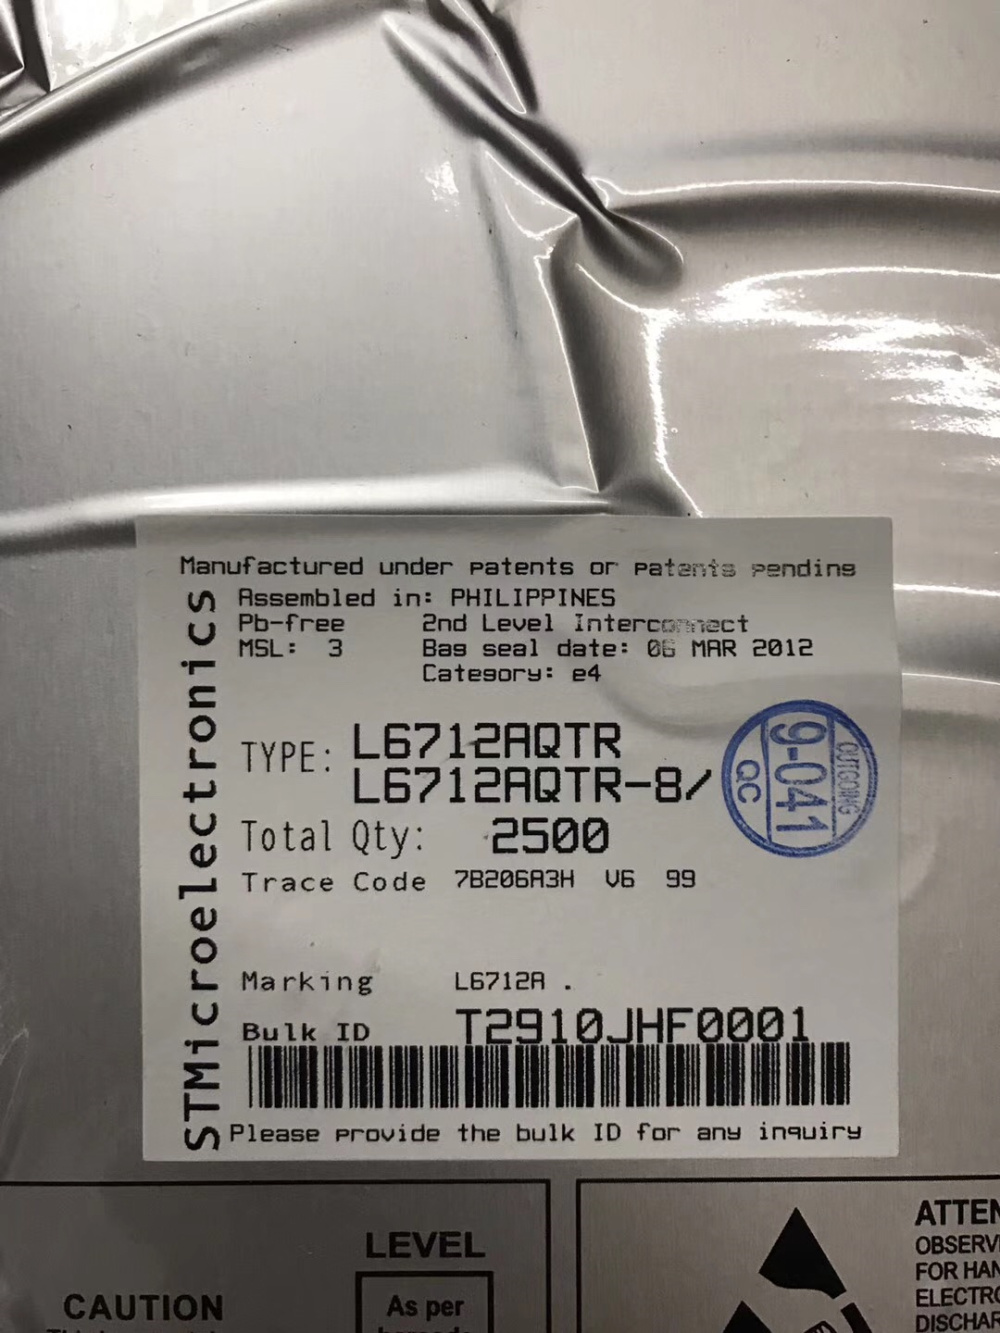 Manufactured under patents or patents pending
STMicroelectronics
Assembled in: PHILIPPINES
Pb-free 2nd Level Interconnect
MSL: 3 Bag seal date: 06 MAR 2012
Category: e4
TYPE: L6712AQTR
L6712AQTR-8/
OUTGOING
9-041
QC
Total Qty: 2500
Trace Code 7B206A3H V6 99
Marking L6712A .
Bulk ID T2910JHF0001
Please provide the bulk ID for any inquiry
LEVEL
CAUTION
As per
ATTEN
OBSERV
FOR HAN
ELECTRO
DISCHAR